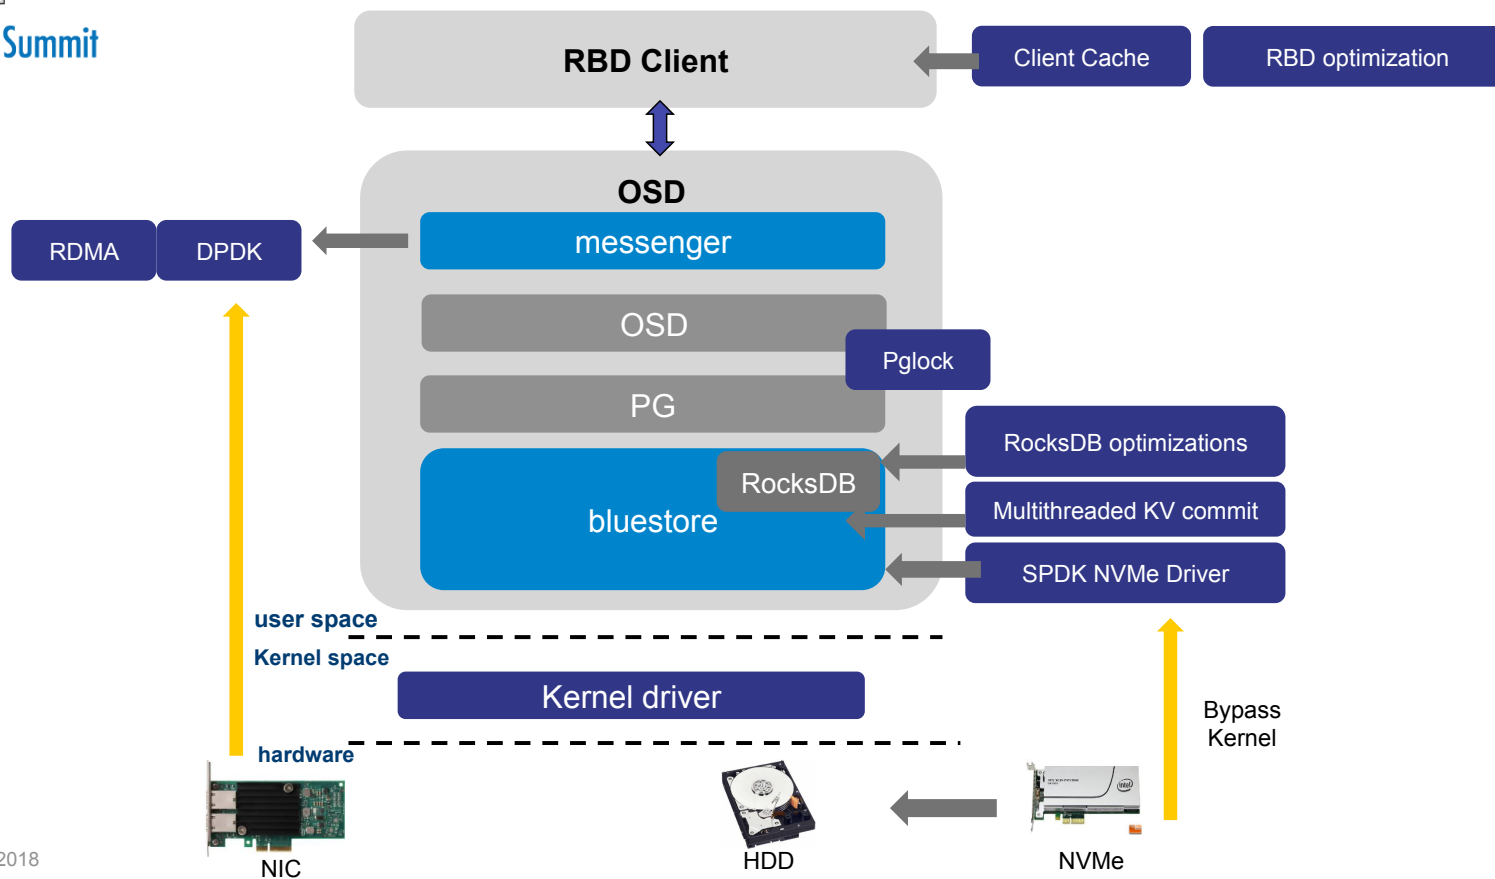 Summit
RBD Client
Client Cache
RBD optimization
OSD
messenger
RDMA
DPDK
OSD
Pglock
PG
RocksDB optimizations
RocksDB
Multithreaded KV commit
bluestore
SPDK NVMe Driver
user space
Kernel space
Kernel driver
Bypass
Kernel
hardware
intel
2018
NIC
HDD
NVMe